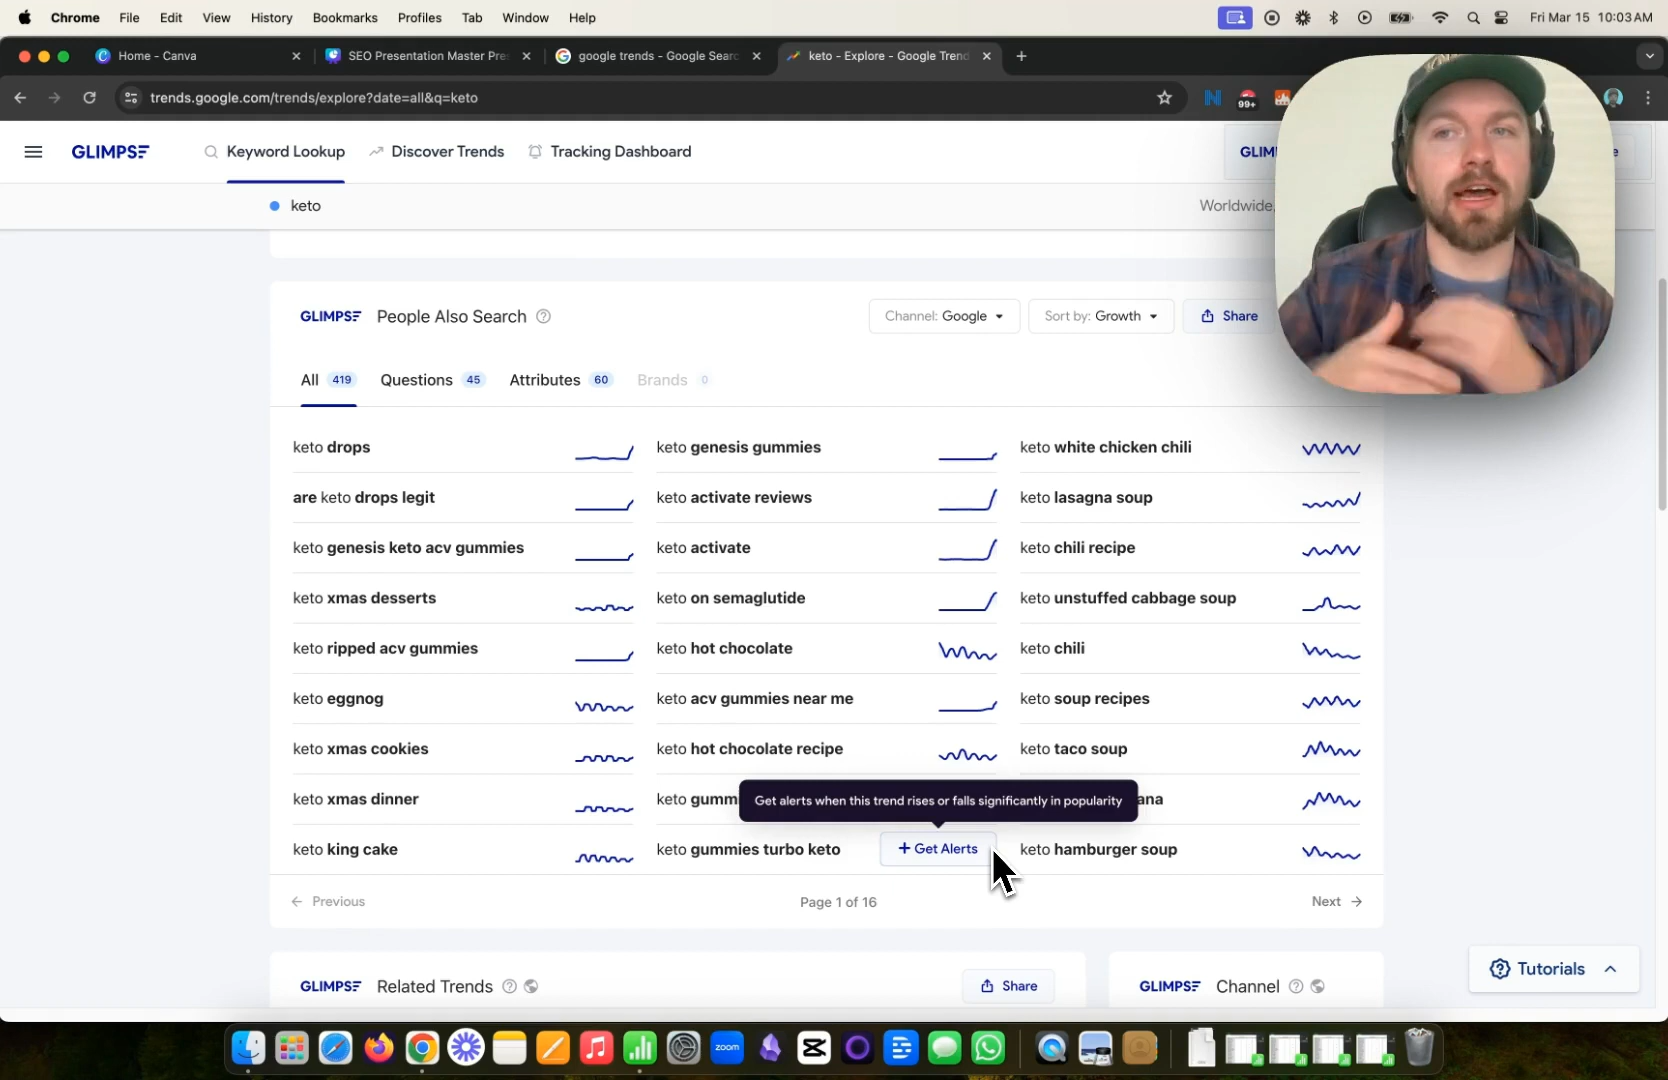 Chrome File Edit View History Bookmarks Profiles Tab Window Help Fri Mar 15 10:03 AM
Home - Canva SEO Presentation Master Pre google trends - Google Searc keto - Explore - Google Trend
trends.google.com/trends/explore?date=all&q=keto 99+
GLIMPSE Keyword Lookup Discover Trends Tracking Dashboard GLIM e
keto Worldwide,
GLIMPSE People Also Search Channel: Google Sort by: Growth Share
All 419 Questions 45 Attributes 60 Brands 0
keto drops keto genesis gummies keto white chicken chili
are keto drops legit keto activate reviews keto lasagna soup
keto genesis keto acv gummies keto activate keto chili recipe
keto xmas desserts keto on semaglutide keto unstuffed cabbage soup
keto ripped acv gummies keto hot chocolate keto chili
keto eggnog keto acv gummies near me keto soup recipes
keto xmas cookies keto hot chocolate recipe keto taco soup
keto xmas dinner keto gummi Get alerts when this trend rises or falls significantly in popularity ana
keto king cake keto gummies turbo keto + Get Alerts keto hamburger soup
Previous Page 1 of 16 Next
GLIMPSE Related Trends Share GLIMPSE Channel
Tutorials
zoom